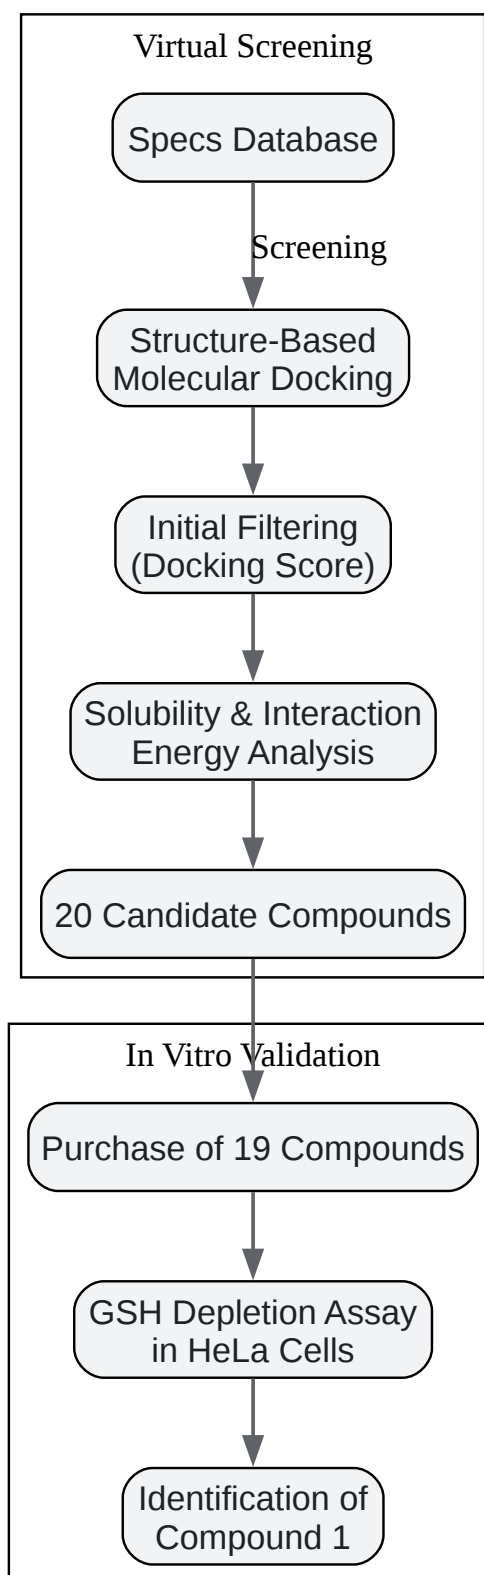 Virtual Screening
Specs Database
Screening
Structure-Based
Molecular Docking
Initial Filtering
(Docking Score)
Solubility & Interaction
Energy Analysis
20 Candidate Compounds
In Vitro Validation
Purchase of 19 Compounds
GSH Depletion Assay
in HeLa Cells
Identification of
Compound 1